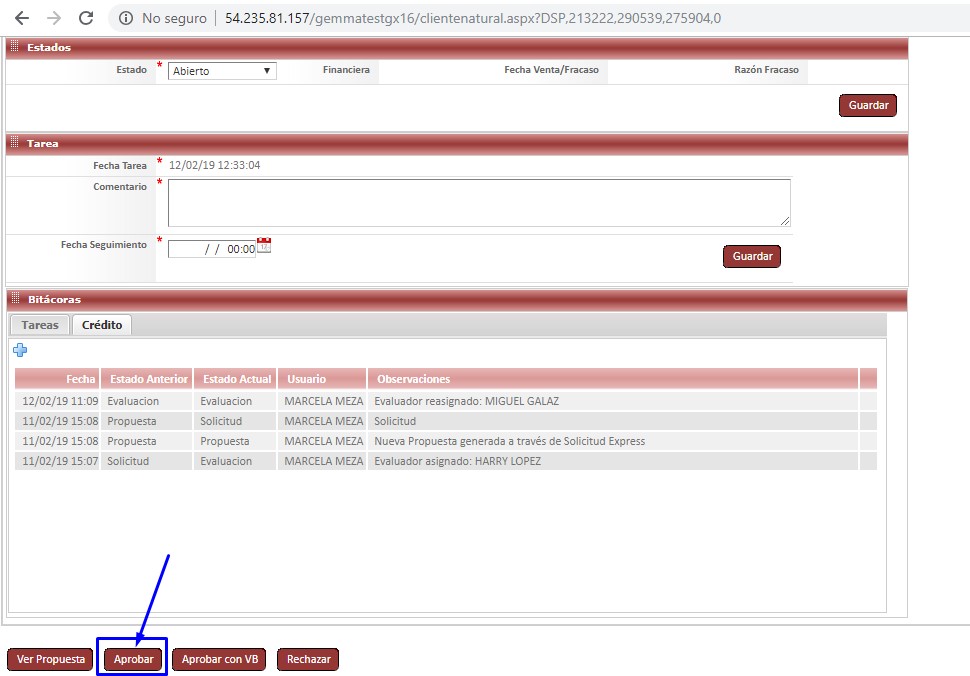 No seguro 54.235.81.157/gemmatestgx16/clientenatural.aspx?DSP,213222,290539,275904,0
Estados
Estado * Abierto Financiera Fecha Venta/Fracaso Razón Fracaso
Guardar
Tarea
Fecha Tarea * 12/02/19 12:33:04
Comentario *
Fecha Seguimiento * / / 00:00
Guardar
Bitácoras
Tareas Crédito
Fecha Estado Anterior Estado Actual Usuario Observaciones
12/02/19 11:09 Evaluacion Evaluacion MARCELA MEZA Evaluador reasignado: MIGUEL GALAZ
11/02/19 15:08 Propuesta Solicitud MARCELA MEZA Solicitud
11/02/19 15:08 Propuesta Propuesta MARCELA MEZA Nueva Propuesta generada a través de Solicitud Express
11/02/19 15:07 Solicitud Evaluacion MARCELA MEZA Evaluador asignado: HARRY LOPEZ
Ver Propuesta Aprobar Aprobar con VB Rechazar